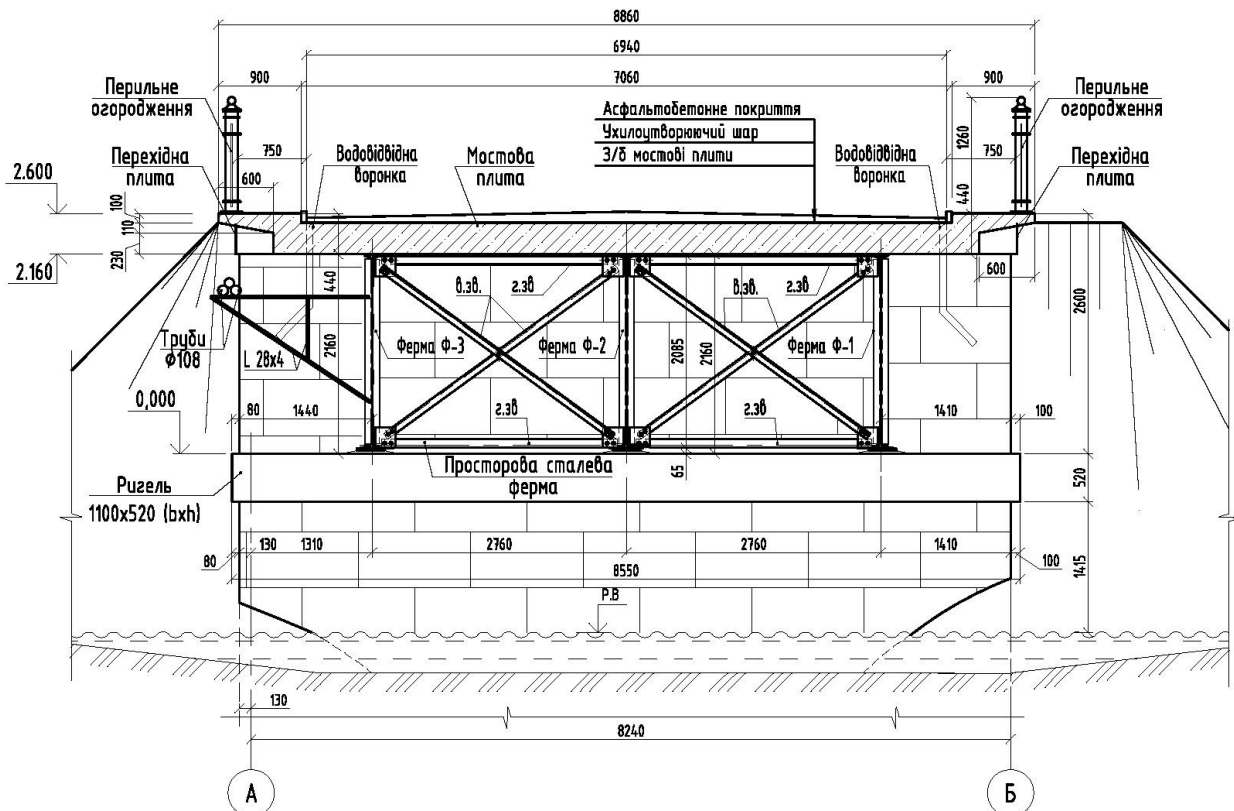 8860
6940
900
7060
900
Перильне
огородження
Асфальтобетонне покриття
Ухилоутворюючий шар
З/б мостові плити
Перильне
огородження
1260
750
750
Перехідна
плита
Водовідвідна
воронка
Мостова
плита
Водовідвідна
воронка
Перехідна
плита
600
440
2.600
100
110
230
2.160
600
440
в.зв.
г.зв
в.зв.
г.зв
2600
Труби
ф108
L 28х4
2160
Ферма Ф-3
Ферма Ф-2
2085
2160
Ферма Ф-1
0,000
80
1440
г.зв
г.зв
1410
100
Просторова сталева
ферма
65
Ригель
1100х520 (bxh)
520
80
130
1310
2760
2760
1410
100
8550
1415
Р.В
130
8240
А
Б